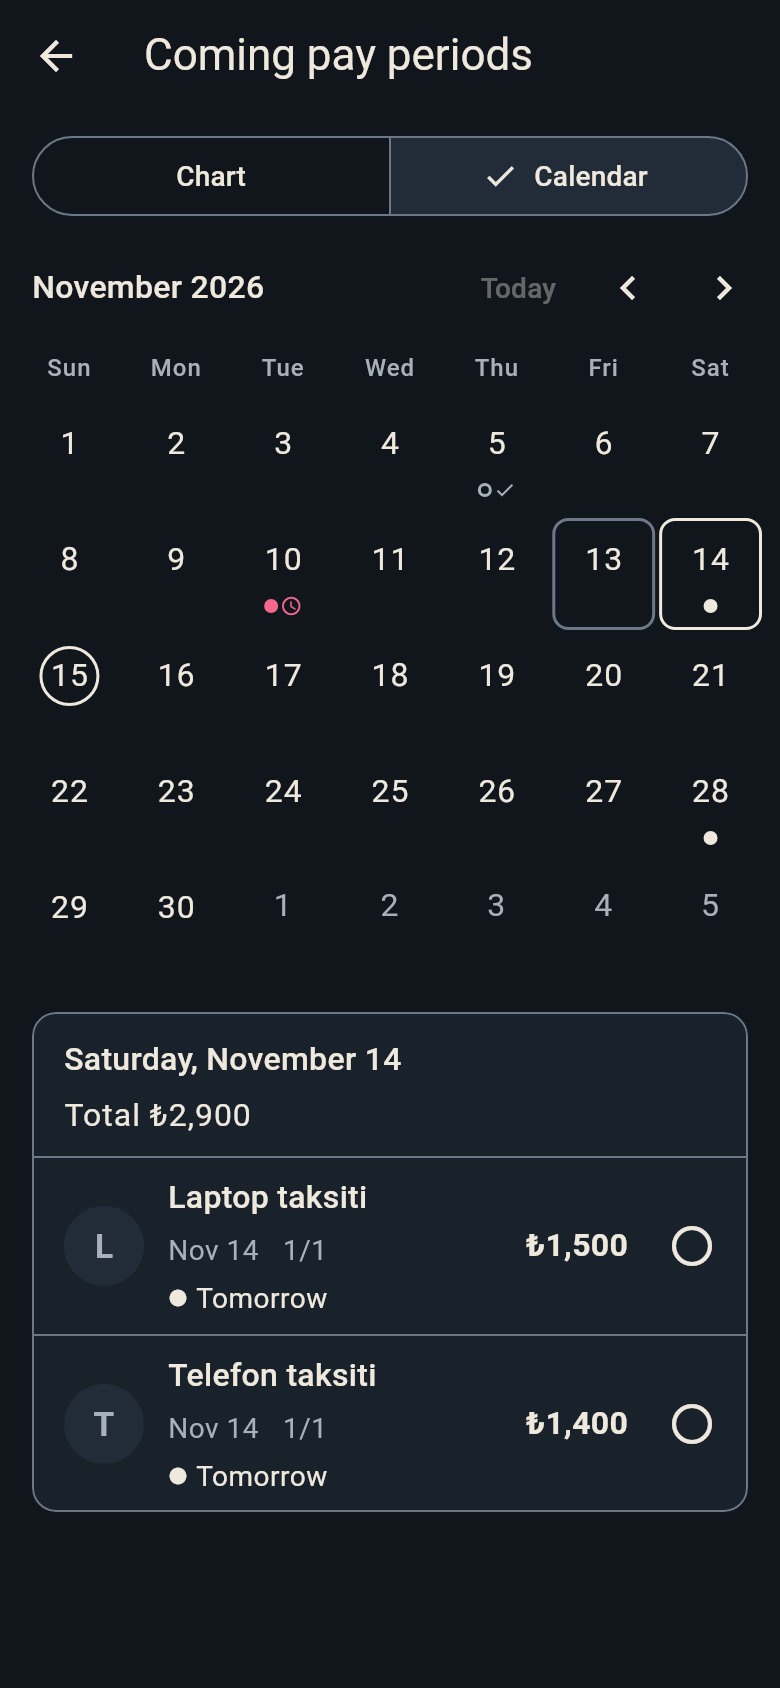 Coming pay periods
Chart
Calendar
November 2026
Today
Sun Mon Tue Wed Thu Fri Sat
1 2 3 4 5 6 7
8 9 10 11 12 13 14
15 16 17 18 19 20 21
22 23 24 25 26 27 28
29 30 1 2 3 4 5
Saturday, November 14
Total ₺2,900
Laptop taksiti
L
Nov 14 1/1
₺1,500
Tomorrow
Telefon taksiti
T
Nov 14 1/1
₺1,400
Tomorrow